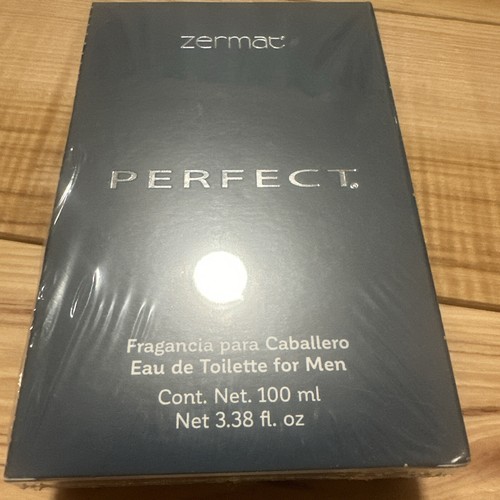 zermat
PERFECT
Fragancia para Caballero
Eau de Toilette for Men
Cont. Net. 100 ml
Net 3.38 fl. oz